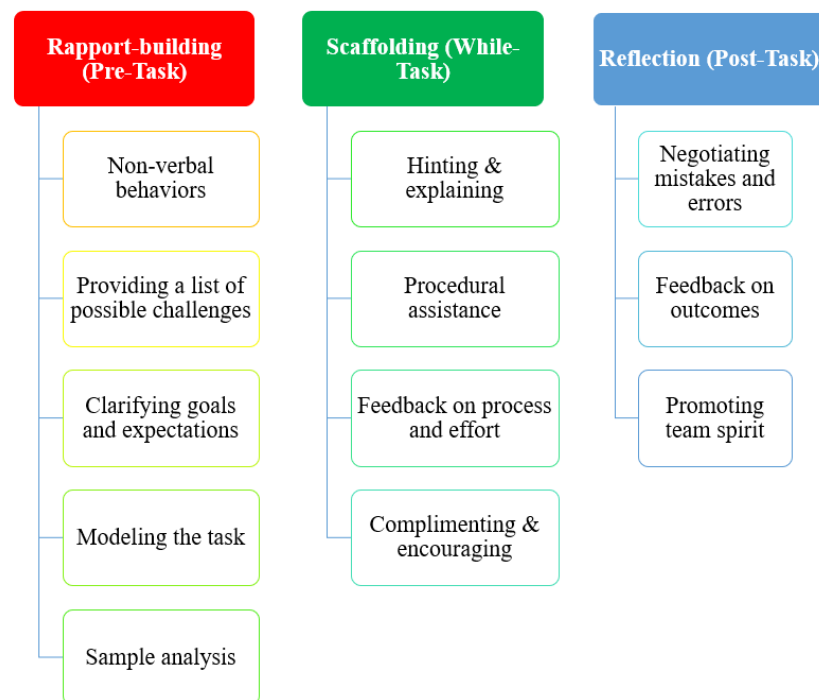 Rapport-building
(Pre-Task)
Non-verbal
behaviors
Providing a list of
possible challenges
Clarifying goals
and expectations
Modeling the task
Sample analysis
Scaffolding (While-
Task)
Hinting &
explaining
Procedural
assistance
Feedback on process
and effort
Complimenting &
encouraging
Reflection (Post-Task)
Negotiating
mistakes and
errors
Feedback on
outcomes
Promoting
team spirit